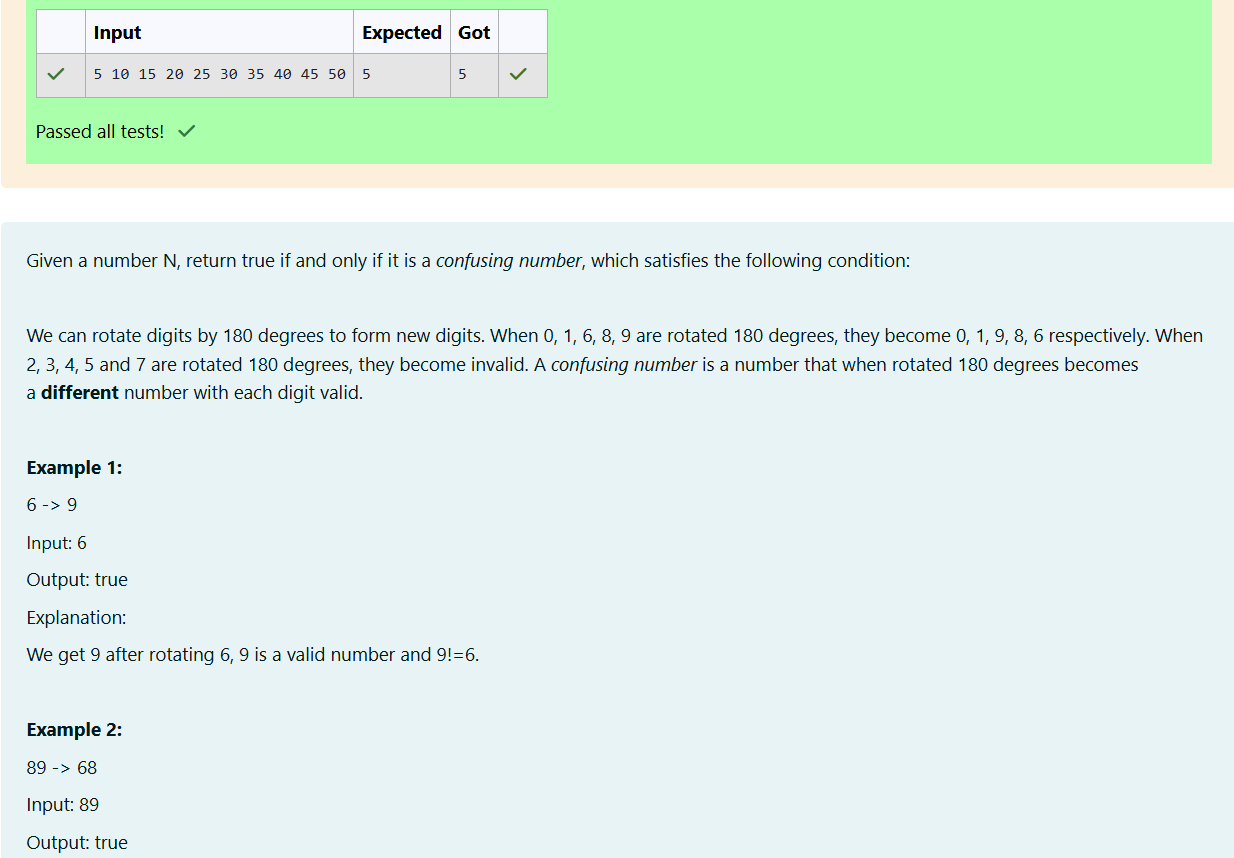 Input Expected Got
5 10 15 20 25 30 35 40 45 50 5 5
Passed all tests!
Given a number N, return true if and only if it is a confusing number, which satisfies the following condition:
We can rotate digits by 180 degrees to form new digits. When 0, 1, 6, 8, 9 are rotated 180 degrees, they become 0, 1, 9, 8, 6 respectively. When
2, 3, 4, 5 and 7 are rotated 180 degrees, they become invalid. A confusing number is a number that when rotated 180 degrees becomes
a different number with each digit valid.
Example 1:
6 -> 9
Input: 6
Output: true
Explanation:
We get 9 after rotating 6, 9 is a valid number and 9!=6.
Example 2:
89 -> 68
Input: 89
Output: true